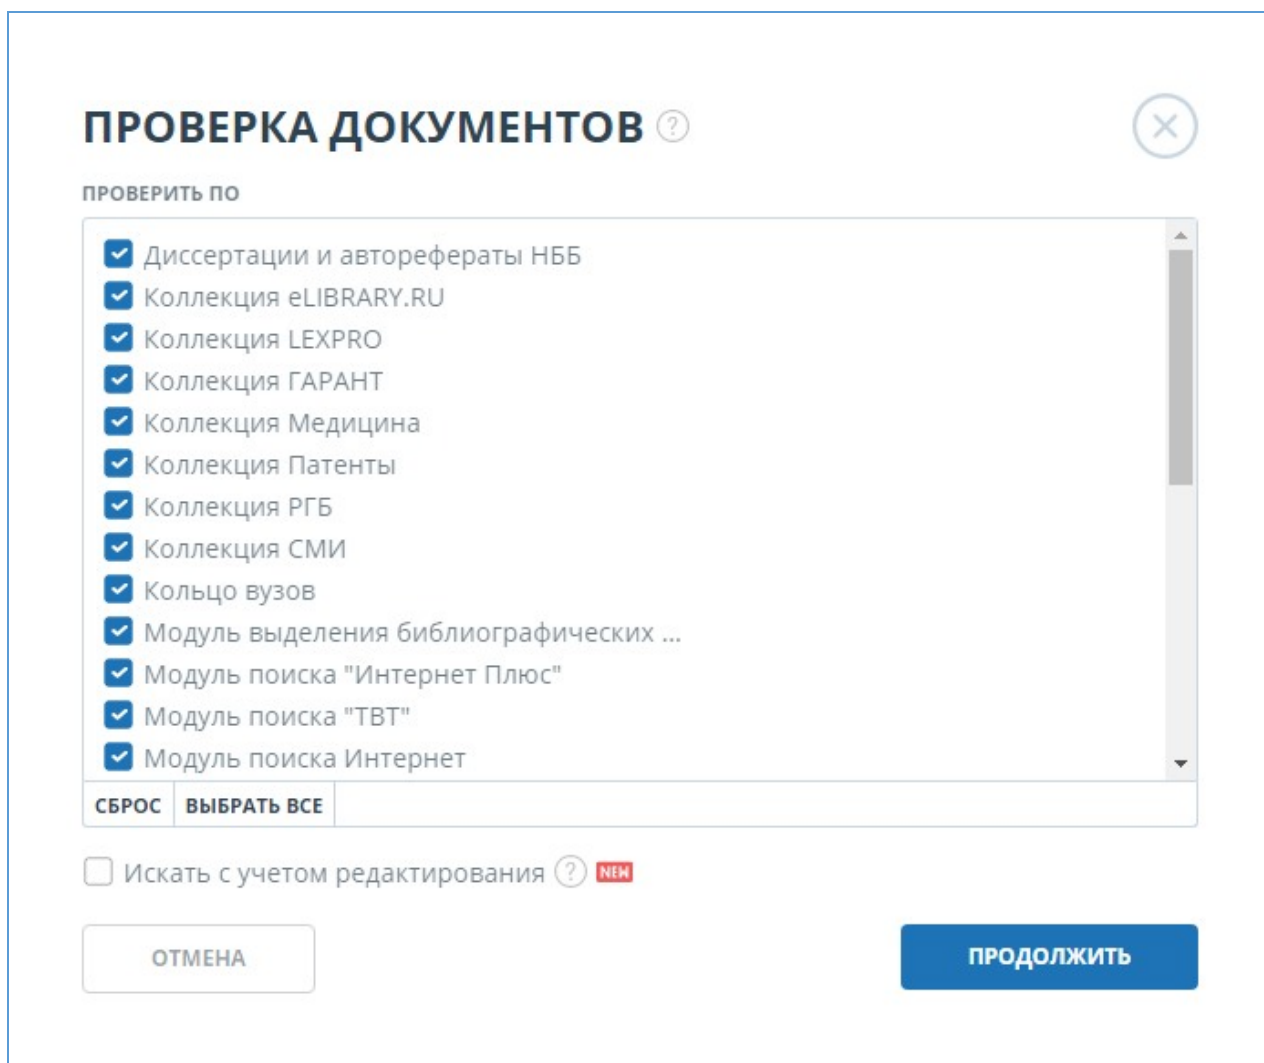 ПРОВЕРКА ДОКУМЕНТОВ ?
ПРОВЕРИТЬ ПО
Диссертации и авторефераты НББ
Коллекция eLIBRARY.RU
Коллекция LEXPRO
Коллекция ГАРАНТ
Коллекция Медицина
Коллекция Патенты
Коллекция РГБ
Коллекция СМИ
Кольцо вузов
Модуль выделения библиографических ...
Модуль поиска "Интернет Плюс"
Модуль поиска "ТВТ"
Модуль поиска Интернет
СБРОС ВЫБРАТЬ ВСЕ
Искать с учетом редактирования ? NEW
ОТМЕНА ПРОДОЛЖИТЬ